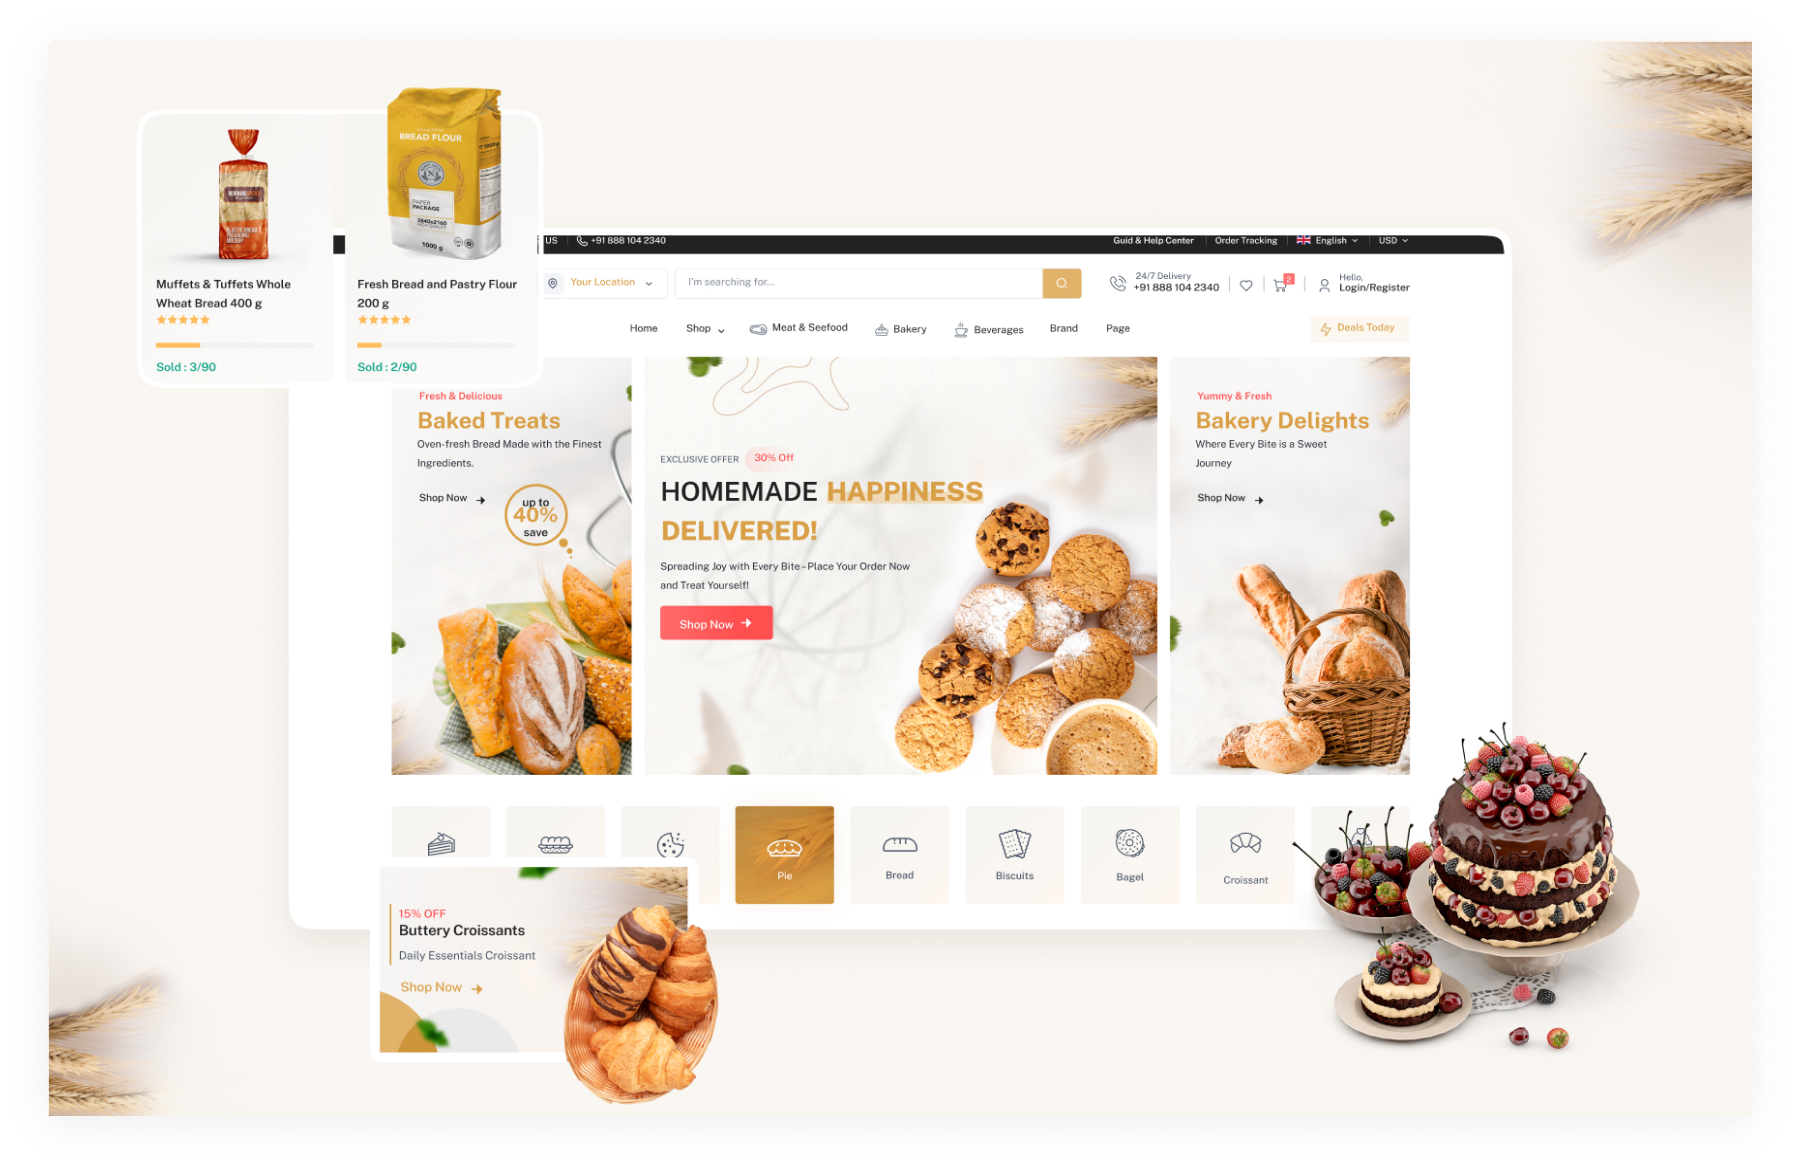 BREAD FLOUR
PAPER
PACKAGE
3840x2160
1000 g
Muffets & Tuffets Whole
Wheat Bread 400 g
Sold : 3/90
Fresh Bread and Pastry Flour
200 g
Sold : 2/90
US
+91 888 104 2340
Guid & Help Center
Order Tracking
English
USD
Your Location
I'm searching for...
24/7 Delivery
+91 888 104 2340
2
Hello,
Login/Register
Home
Shop
Meat & Seefood
Bakery
Beverages
Brand
Page
Deals Today
Fresh & Delicious
Baked Treats
Oven-fresh Bread Made with the Finest
Ingredients.
Shop Now
up to
40%
save
EXCLUSIVE OFFER
30% Off
HOMEMADE HAPPINESS
DELIVERED!
Spreading Joy with Every Bite–Place Your Order Now
and Treat Yourself!
Shop Now
Yummy & Fresh
Bakery Delights
Where Every Bite is a Sweet
Journey
Shop Now
Pie
Bread
Biscuits
Bagel
Croissant
15% OFF
Buttery Croissants
Daily Essentials Croissant
Shop Now